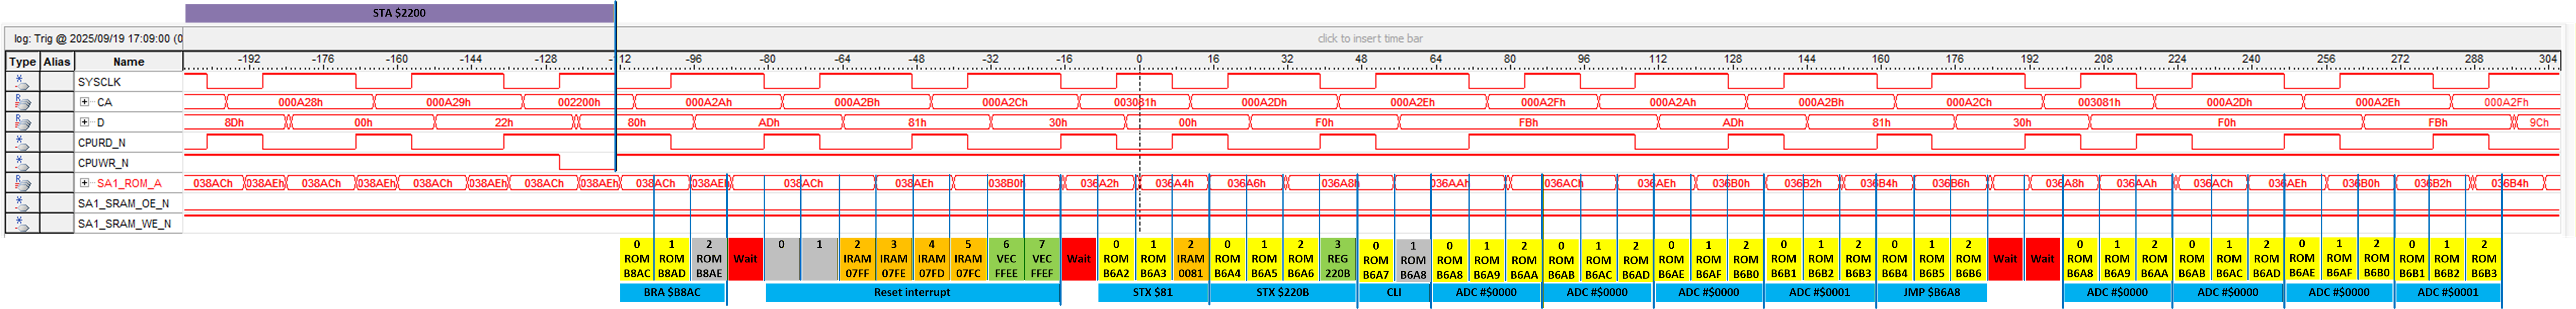 STA $2200
log: Trig @ 2025/09/19 17:09:00 (0
click to insert time bar
Type Alias Name
-192 -176 -160 -144 -128 -12 -96 -80 -64 -48 -32 -16 0 16 32 48 64 80 96 112 128 144 160 176 192 208 224 240 256 272 288 304
SYSCLK
CA 000A28h 000A29h 002200h 000A2Ah 000A2Bh 000A2Ch 003081h 000A2Dh 000A2Eh 000A2Fh 000A2Ah 000A2Bh 000A2Ch 003081h 000A2Dh 000A2Eh 000A2Fh
D 8Dh 00h 22h 80h ADh 81h 30h 00h F0h FBh ADh 81h 30h F0h FBh 9Ch
CPURD_N
CPUWR_N
SA1_ROM_A 038ACh 038AEh 038ACh 038AEh 038ACh 038AEh 038ACh 038AEh 038ACh 038AEh 038ACh 038AEh 038B0h 036A2h 036A4h 036A6h 036A8h 036AAh 036ACh 036AEh 036B0h 036B2h 036B4h 036B6h 036A8h 036AAh 036ACh 036AEh 036B0h 036B2h 036B4h
SA1_SRAM_OE_N
SA1_SRAM_WE_N
0 1 2 Wait 0 1 2 3 4 5 6 7 Wait 0 1 2 0 1 2 3 0 1 0 1 2 0 1 2 0 1 2 0 1 2 0 1 2 Wait Wait 0 1 2 0 1 2 0 1 2 0 1 2
ROM ROM ROM IRAM IRAM IRAM IRAM VEC VEC ROM ROM IRAM ROM ROM ROM REG ROM ROM ROM ROM ROM ROM ROM ROM ROM ROM ROM ROM ROM ROM ROM ROM ROM ROM ROM ROM ROM ROM ROM ROM ROM ROM ROM ROM ROM
B8AC B8AD B8AE 07FF 07FE 07FD 07FC FFEE FFEF B6A2 B6A3 0081 B6A4 B6A5 B6A6 220B B6A7 B6A8 B6A8 B6A9 B6AA B6AB B6AC B6AD B6AE B6AF B6B0 B6B1 B6B2 B6B3 B6B4 B6B5 B6B6 B6A8 B6A9 B6AA B6AB B6AC B6AD B6AE B6AF B6B0 B6B1 B6B2 B6B3
BRA $B8AC Reset interrupt STX $81 STX $220B CLI ADC #$0000 ADC #$0000 ADC #$0000 ADC #$0001 JMP $B6A8 ADC #$0000 ADC #$0000 ADC #$0000 ADC #$0001